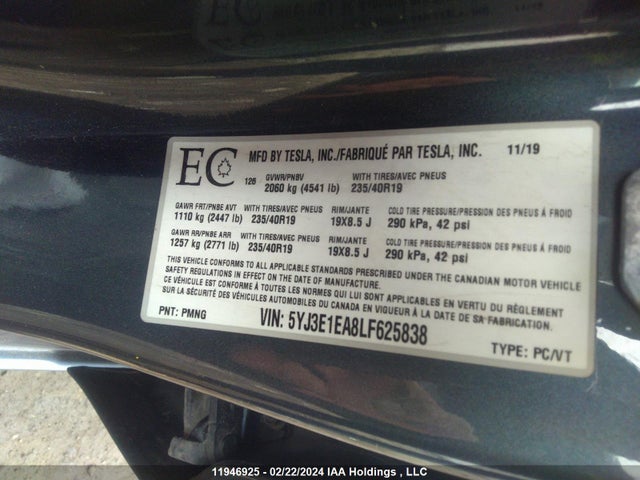 EC
126
MFD BY TESLA, INC./FABRIQUÉ PAR TESLA, INC. 11/19
GVWR/PNBV WITH TIRES/AVEC PNEUS
2060 kg (4541 lb) 235/40R19
GAWR FRT/PNBE AVT WITH TIRES/AVEC PNEUS RIM/JANTE COLD TIRE PRESSURE/PRESSION DES PNEUS À FROID
1110 kg (2447 lb) 235/40R19 19X8.5 J 290 kPa, 42 psi
GAWR RR/PNBE ARR WITH TIRES/AVEC PNEUS RIM/JANTE COLD TIRE PRESSURE/PRESSION DES PNEUS À FROID
1257 kg (2771 lb) 235/40R19 19X8.5 J 290 kPa, 42 psi
THIS VEHICLE CONFORMS TO ALL APPLICABLE STANDARDS PRESCRIBED UNDER THE CANADIAN MOTOR VEHICLE
SAFETY REGULATIONS IN EFFECT ON THE DATE OF MANUFACTURE.
CE VÉHICULE EST CONFORME À TOUTES LES NORMES QUI LUI SONT APPLICABLES EN VERTU DU RÈGLEMENT
SUR LA SÉCURITÉ DES VÉHICULES AUTOMOBILES DU CANADA EN VIGUEUR À LA DATE DE SA FABRICATION.
PNT: PMNG VIN: 5YJ3E1EA8LF625838
TYPE: PC/VT
11946925 - 02/22/2024 IAA Holdings , LLC